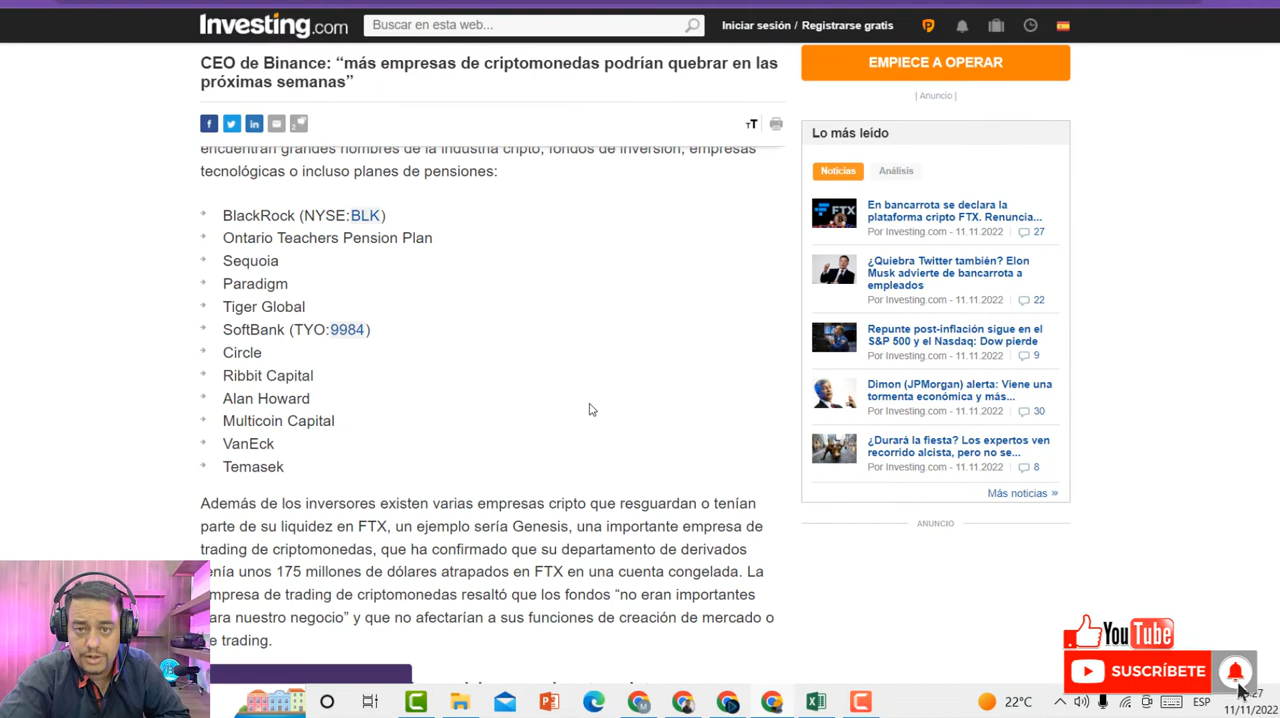 Investing.com
Buscar en esta web...
Iniciar sesión / Registrarse gratis
CEO de Binance: “más empresas de criptomonedas podrían quebrar en las
próximas semanas”
TT
encuentran grandes nombres de la industria cripto, fondos de inversión, empresas
tecnológicas o incluso planes de pensiones:
BlackRock (NYSE:BLK)
Ontario Teachers Pension Plan
Sequoia
Paradigm
Tiger Global
SoftBank (TYO:9984)
Circle
Ribbit Capital
Alan Howard
Multicoin Capital
VanEck
Temasek
Además de los inversores existen varias empresas cripto que resguardan o tenían
parte de su liquidez en FTX, un ejemplo sería Genesis, una importante empresa de
trading de criptomonedas, que ha confirmado que su departamento de derivados
tenía unos 175 millones de dólares atrapados en FTX en una cuenta congelada. La
empresa de trading de criptomonedas resaltó que los fondos “no eran importantes
para nuestro negocio” y que no afectarían a sus funciones de creación de mercado o
de trading.
EMPIECE A OPERAR
| Anuncio |
Lo más leído
Noticias
Análisis
FTX
En bancarrota se declara la
plataforma cripto FTX. Renuncia...
Por Investing.com - 11.11.2022 | 27
¿Quiebra Twitter también? Elon
Musk advierte de bancarrota a
empleados
Por Investing.com - 11.11.2022 | 22
Repunte post-inflación sigue en el
S&P 500 y el Nasdaq: Dow pierde
Por Investing.com - 11.11.2022 | 9
Dimon (JPMorgan) alerta: Viene una
tormenta económica y más...
Por Investing.com - 11.11.2022 | 30
¿Durará la fiesta? Los expertos ven
recorrido alcista, pero no se...
Por Investing.com - 11.11.2022 | 8
Más noticias »
ANUNCIO
YouTube
SUSCRÍBETE
22°C
ESP
11/11/2022